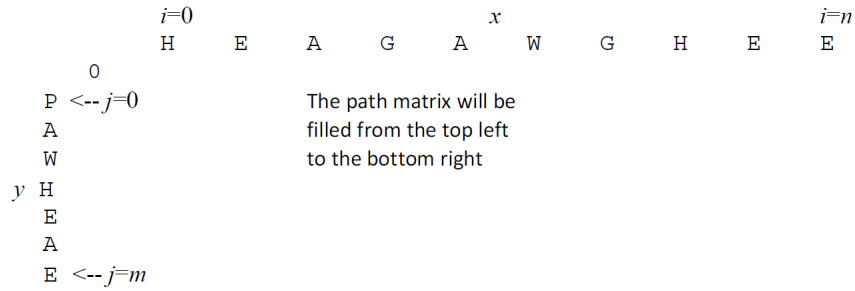 i=0 x i=n
H E A G A W G H E E
0
P <-- j=0 The path matrix will be
A filled from the top left
W to the bottom right
y H
E
A
E <-- j=m